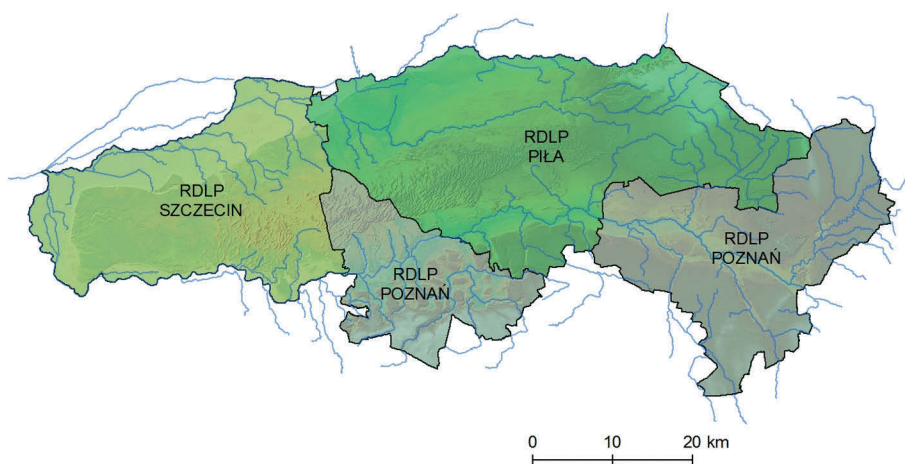 RDLP
PIŁA
RDLP
SZCZECIN
RDLP
POZNAŃ
RDLP
POZNAŃ
0 10 20 km